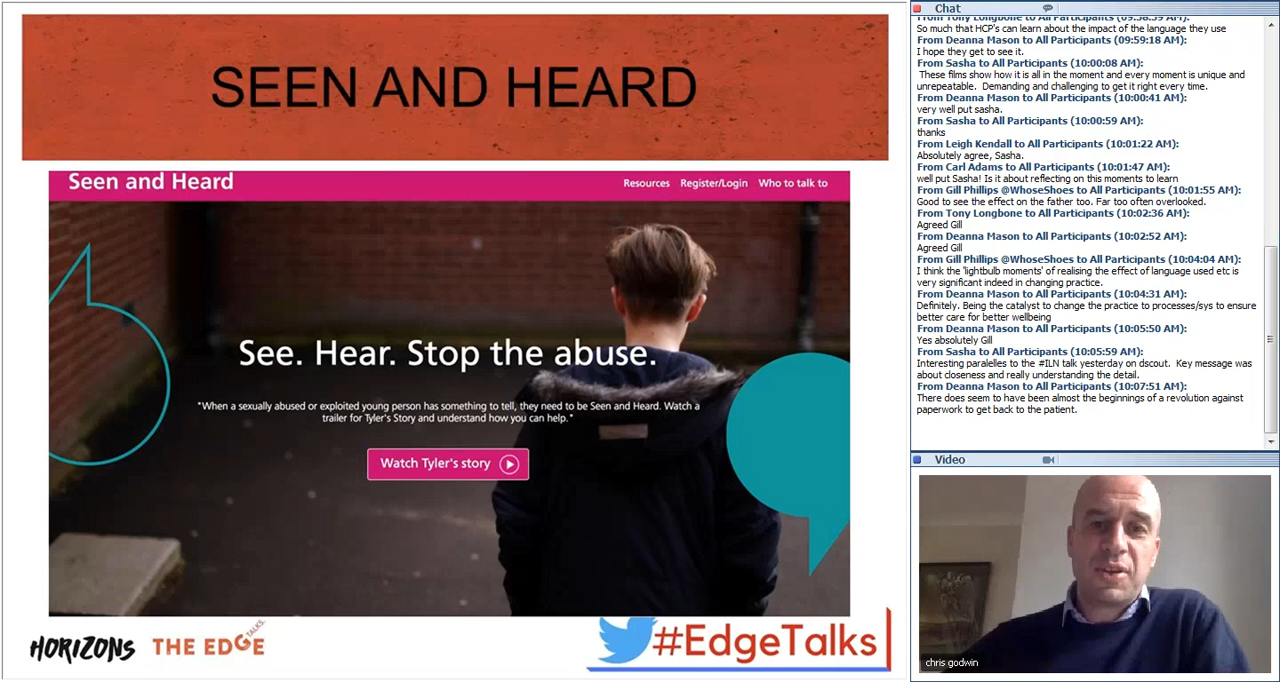 SEEN AND HEARD
Seen and Heard
Resources Register/Login Who to talk to
See. Hear. Stop the abuse.
"When a sexually abused or exploited young person has something to tell, they need to be Seen and Heard. Watch a
trailer for Tyler's Story and understand how you can help."
Watch Tyler's story
HORIZONS THE EDGE TALKS.
#EdgeTalks
Chat
From Tony Longbone to All Participants (09:58:59 AM):
So much that HCP's can learn about the impact of the language they use
From Deanna Mason to All Participants (09:59:18 AM):
I hope they get to see it.
From Sasha to All Participants (10:00:08 AM):
These films show how it is all in the moment and every moment is unique and
unrepeatable. Demanding and challenging to get it right every time.
From Deanna Mason to All Participants (10:00:41 AM):
very well put sasha.
From Sasha to All Participants (10:00:59 AM):
thanks
From Leigh Kendall to All Participants (10:01:22 AM):
Absolutely agree, Sasha.
From Carl Adams to All Participants (10:01:47 AM):
well put Sasha! Is it about reflecting on this moments to learn
From Gill Phillips @WhoseShoes to All Participants (10:01:55 AM):
Good to see the effect on the father too. Far too often overlooked.
From Tony Longbone to All Participants (10:02:36 AM):
Agreed Gill
From Deanna Mason to All Participants (10:02:52 AM):
Agreed Gill
From Gill Phillips @WhoseShoes to All Participants (10:04:04 AM):
I think the 'lightbulb moments' of realising the effect of language used etc is
very significant indeed in changing practice.
From Deanna Mason to All Participants (10:04:31 AM):
Definitely. Being the catalyst to change the practice to processes/sys to ensure
better care for better wellbeing
From Deanna Mason to All Participants (10:05:50 AM):
Yes absolutely Gill
From Sasha to All Participants (10:05:59 AM):
Interesting paralelles to the #ILN talk yesterday on dscout. Key message was
about closeness and really understanding the detail.
From Deanna Mason to All Participants (10:07:51 AM):
There does seem to have been almost the beginnings of a revolution against
paperwork to get back to the patient.
Video
chris godwin